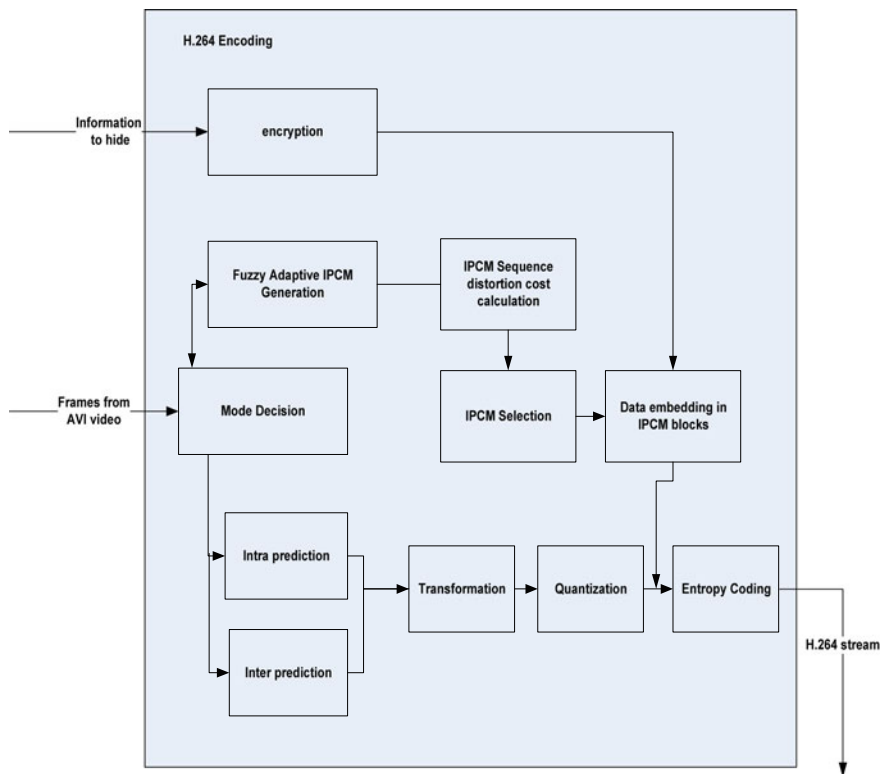 H.264 Encoding
Information
to hide
encryption
Fuzzy Adaptive IPCM
Generation
IPCM Sequence
distortion cost
calculation
Frames from
AVI video
Mode Decision
IPCM Selection
Data embedding in
IPCM blocks
Intra prediction
Transformation
Quantization
Entropy Coding
Inter prediction
H.264 stream